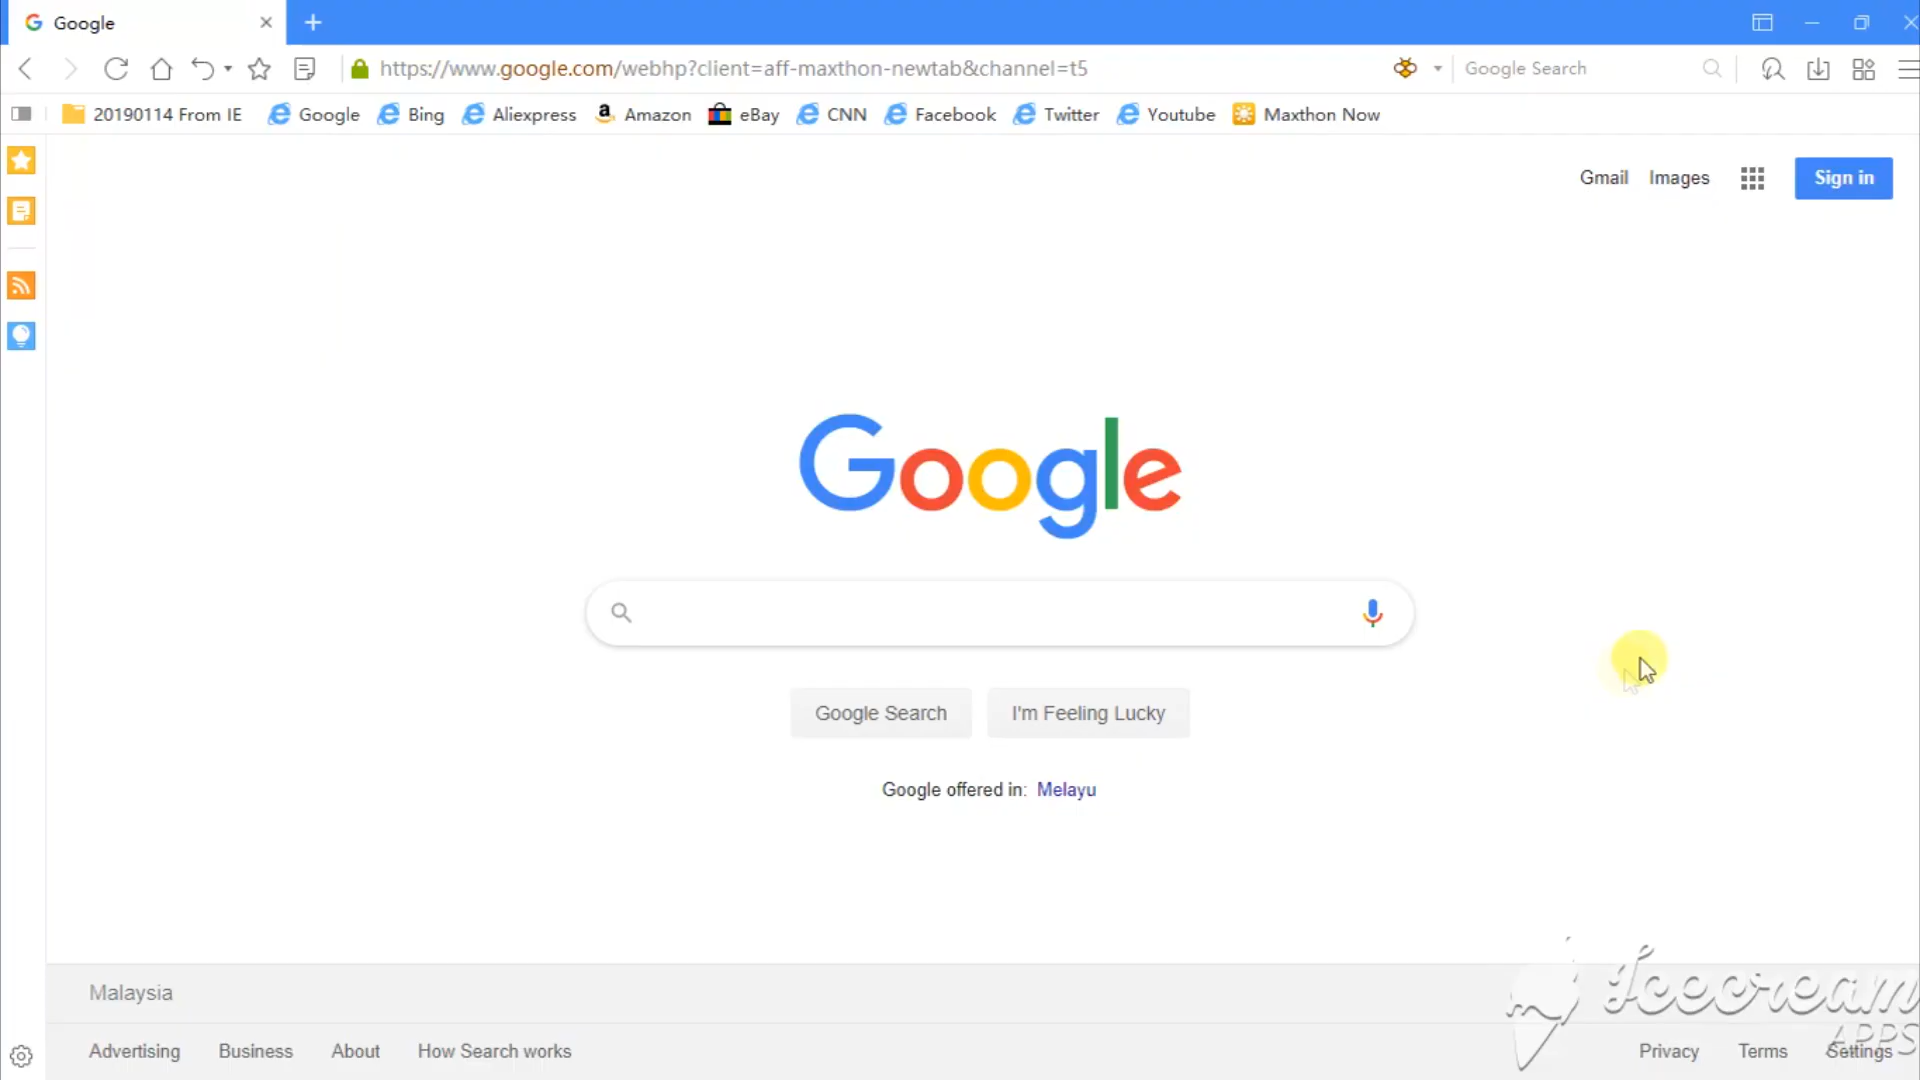 Google
https://www.google.com/webhp?client=aff-maxthon-newtab&channel=t5
Google Search
20190114 From IE
Google
Bing
Aliexpress
Amazon
eBay
CNN
Facebook
Twitter
Youtube
Maxthon Now
Gmail
Images
Sign in
Google
Google Search
I'm Feeling Lucky
Google offered in: Melayu
Malaysia
Icecream
APPS
Advertising
Business
About
How Search works
Privacy
Terms
Settings